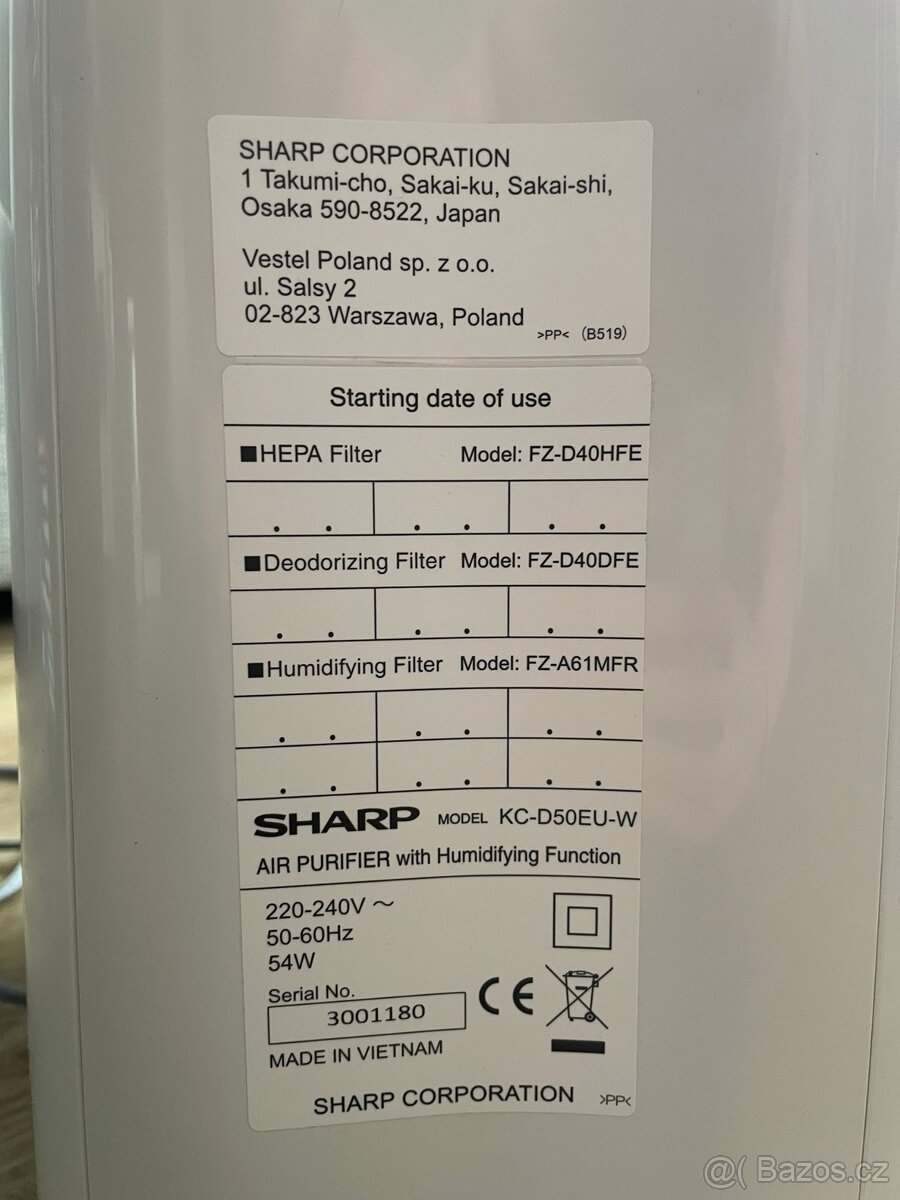 SHARP CORPORATION
1 Takumi-cho, Sakai-ku, Sakai-shi,
Osaka 590-8522, Japan
Vestel Poland sp. z o.o.
ul. Salsy 2
02-823 Warszawa, Poland
>PP< (B519)
Starting date of use
■HEPA Filter Model: FZ-D40HFE
. . . . . .
■Deodorizing Filter Model: FZ-D40DFE
. . . . . .
■Humidifying Filter Model: FZ-A61MFR
. . . . . .
. . . . . .
SHARP MODEL KC-D50EU-W
AIR PURIFIER with Humidifying Function
220-240V ～
50-60Hz
54W
Serial No.
3001180
CE
MADE IN VIETNAM
SHARP CORPORATION >PP<
@( Bazos.cz